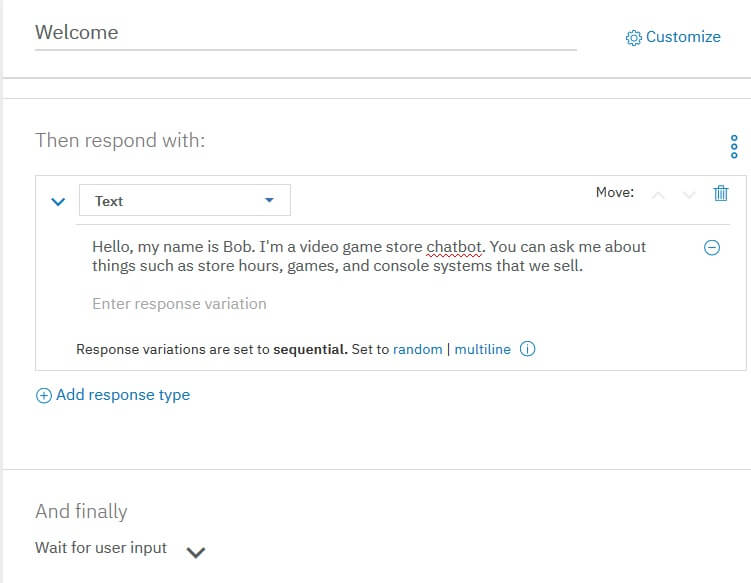 Welcome
Customize
Then respond with:
Move:
Text
Hello, my name is Bob. I'm a video game store chatbot. You can ask me about
things such as store hours, games, and console systems that we sell.
Enter response variation
Response variations are set to sequential. Set to random | multiline
Add response type
And finally
Wait for user input